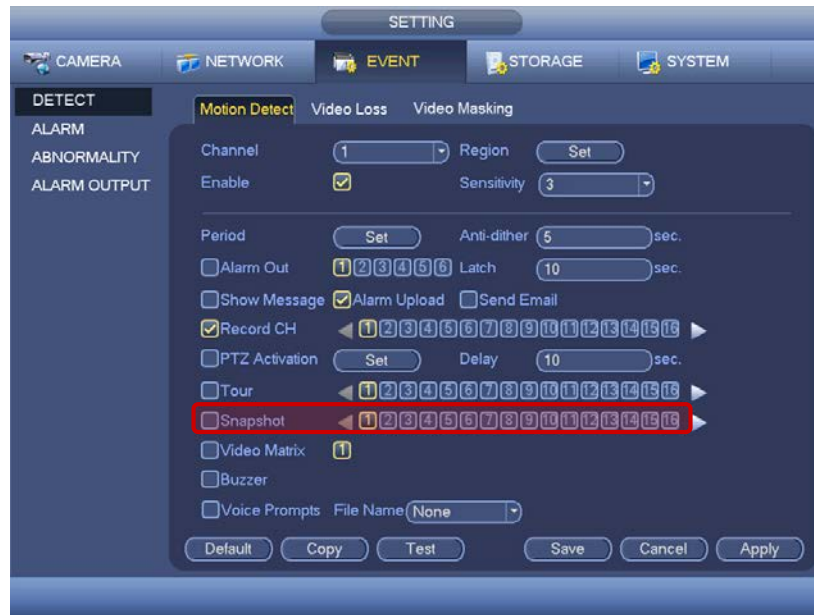 SETTING
CAMERA NETWORK EVENT STORAGE SYSTEM
DETECT
ALARM
ABNORMALITY
ALARM OUTPUT
Motion Detect Video Loss Video Masking
Channel 1 Region Set
Enable Sensitivity 3
Period Set Anti-dither 5 sec.
Alarm Out 1 2 3 4 5 6 Latch 10 sec.
Show Message Alarm Upload Send Email
Record CH 1 2 3 4 5 6 7 8 9 10 11 12 13 14 15 16
PTZ Activation Set Delay 10 sec.
Tour 1 2 3 4 5 6 7 8 9 10 11 12 13 14 15 16
Snapshot 1 2 3 4 5 6 7 8 9 10 11 12 13 14 15 16
Video Matrix 1
Buzzer
Voice Prompts File Name None
Default Copy Test Save Cancel Apply